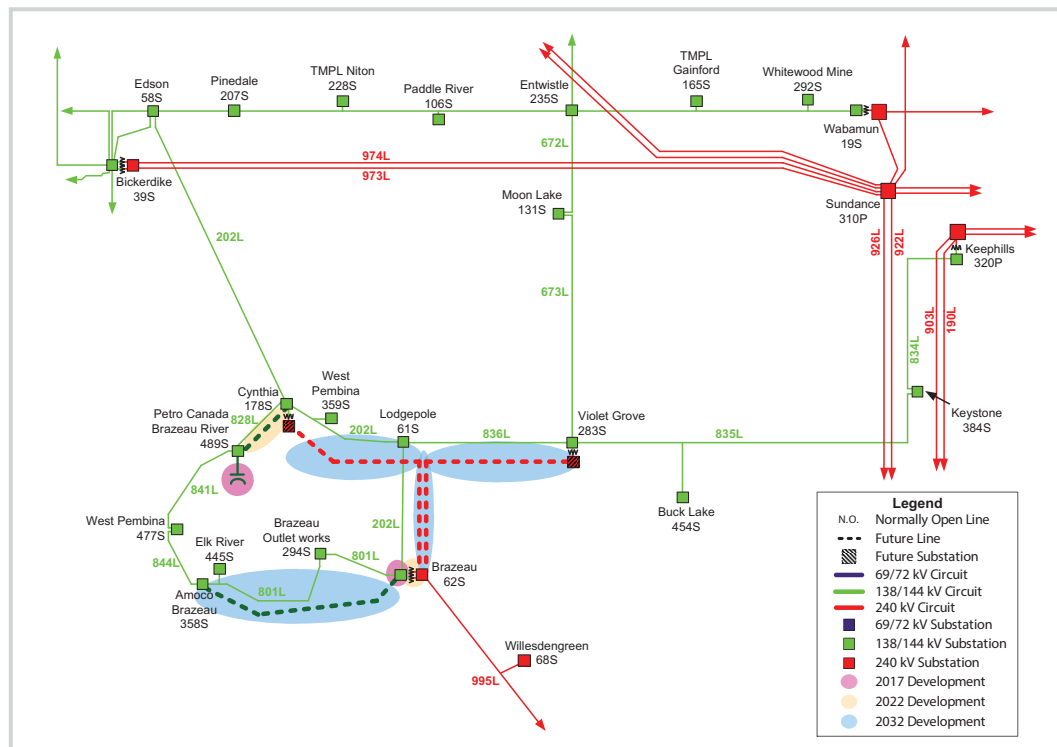 Edson
58S
Pinedale
207S
TMPL Niton
228S
Paddle River
106S
Entwistle
235S
TMPL
Gainford
165S
Whitewood Mine
292S
Wabamun
19S
Bickerdike
39S
974L
973L
672L
Moon Lake
131S
Sundance
310P
926L
922L
Keephills
320P
202L
673L
903L
190L
834L
Cynthia
178S
West
Pembina
359S
Lodgepole
61S
Violet Grove
283S
Keystone
384S
Petro Canada
Brazeau River
489S
828L
202L
836L
835L
841L
Buck Lake
454S
West Pembina
477S
202L
Elk River
445S
Brazeau
Outlet works
294S
844L
801L
801L
Brazeau
62S
Amoco
Brazeau
358S
Willesdengreen
68S
995L
Legend
N.O. Normally Open Line
Future Line
Future Substation
69/72 kV Circuit
138/144 kV Circuit
240 kV Circuit
69/72 kV Substation
138/144 kV Substation
240 kV Substation
2017 Development
2022 Development
2032 Development